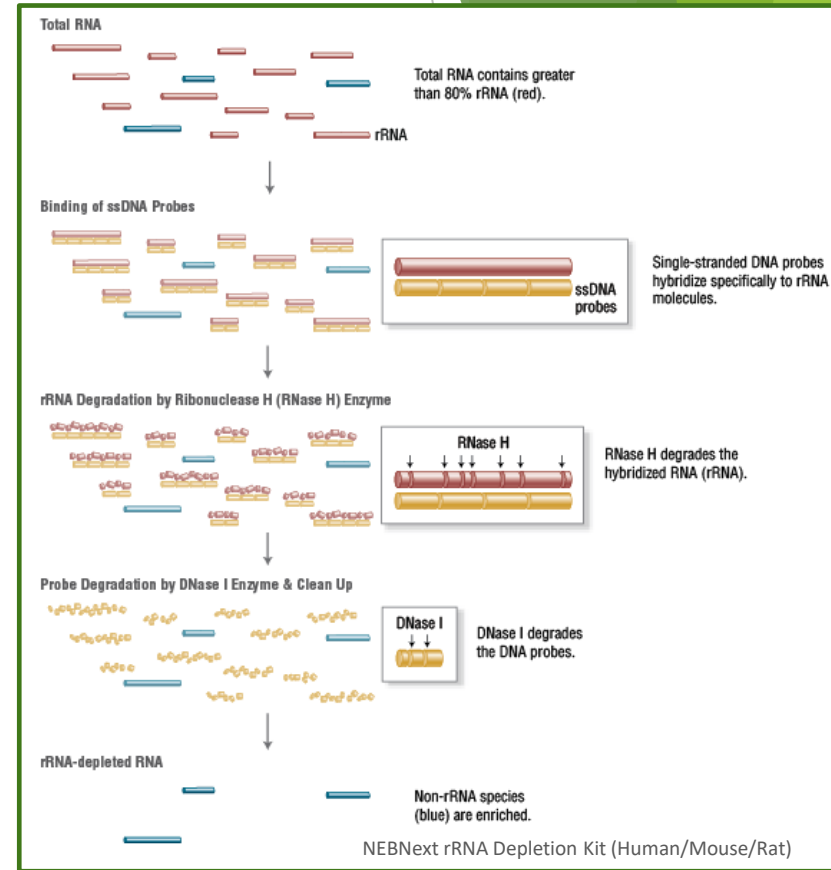 Total RNA
Total RNA contains greater
than 80% rRNA (red).
rRNA
Binding of ssDNA Probes
ssDNA
probes
Single-stranded DNA probes
hybridize specifically to rRNA
molecules.
rRNA Degradation by Ribonuclease H (RNase H) Enzyme
RNase H
RNase H degrades the
hybridized RNA (rRNA).
Probe Degradation by DNase I Enzyme & Clean Up
DNase I
DNase I degrades
the DNA probes.
rRNA-depleted RNA
Non-rRNA species
(blue) are enriched.
NEBNext rRNA Depletion Kit (Human/Mouse/Rat)